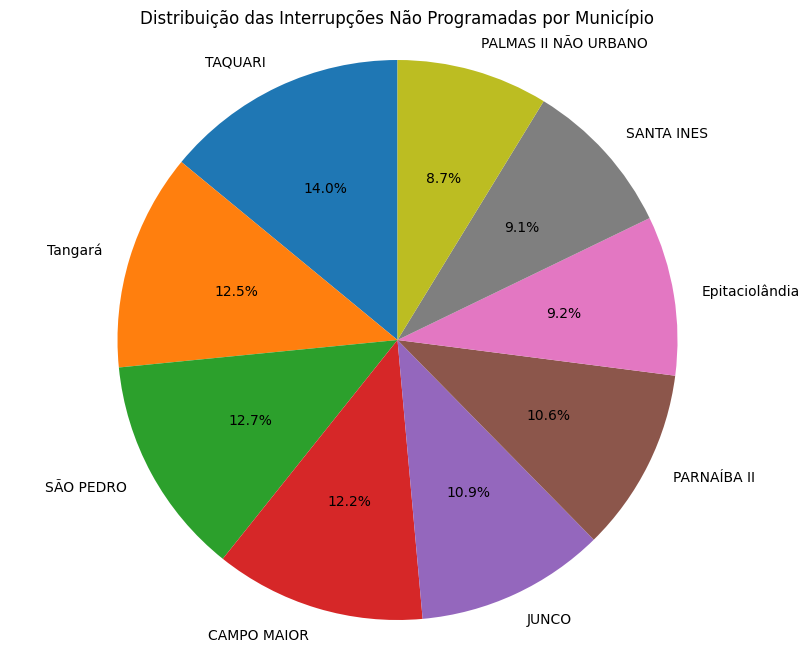 Distribuição das Interrupções Não Programadas por Município
PALMAS II NÃO URBANO
TAQUARI
SANTA INES
14.0%
8.7%
9.1%
Tangará
12.5%
9.2%
Epitaciolândia
12.7%
10.6%
SÃO PEDRO
12.2%
10.9%
PARNAÍBA II
CAMPO MAIOR
JUNCO